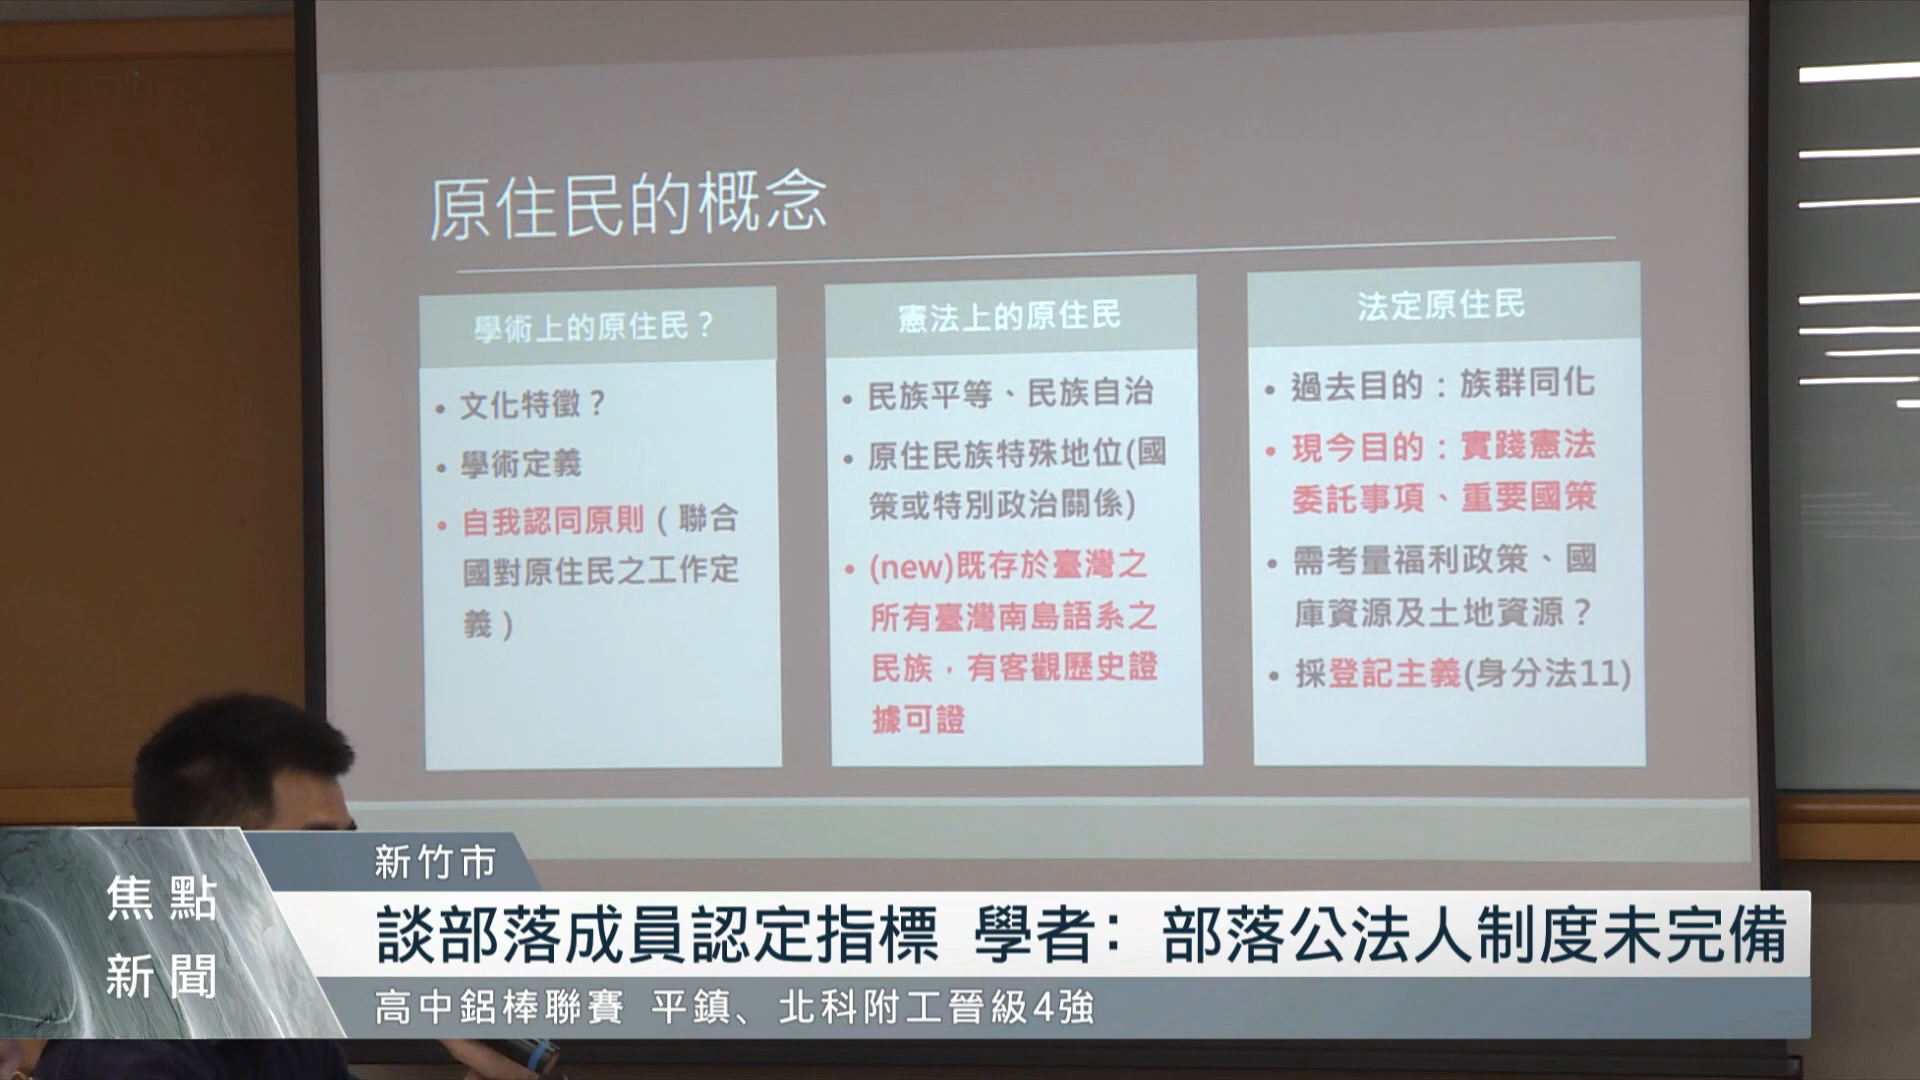 原住民的概念
學術上的原住民？
• 文化特徵？
• 學術定義
• 自我認同原則（聯合
國對原住民之工作定
義）
憲法上的原住民
• 民族平等、民族自治
• 原住民族特殊地位(國
策或特別政治關係)
• (new)既存於臺灣之
所有臺灣南島語系之
民族，有客觀歷史證
據可證
法定原住民
• 過去目的：族群同化
• 現今目的：實踐憲法
委託事項、重要國策
• 需考量福利政策、國
庫資源及土地資源？
• 採登記主義(身分法11)
焦點
新聞
新竹市
談部落成員認定指標 學者：部落公法人制度未完備
高中鋁棒聯賽 平鎮、北科附工晉級4強